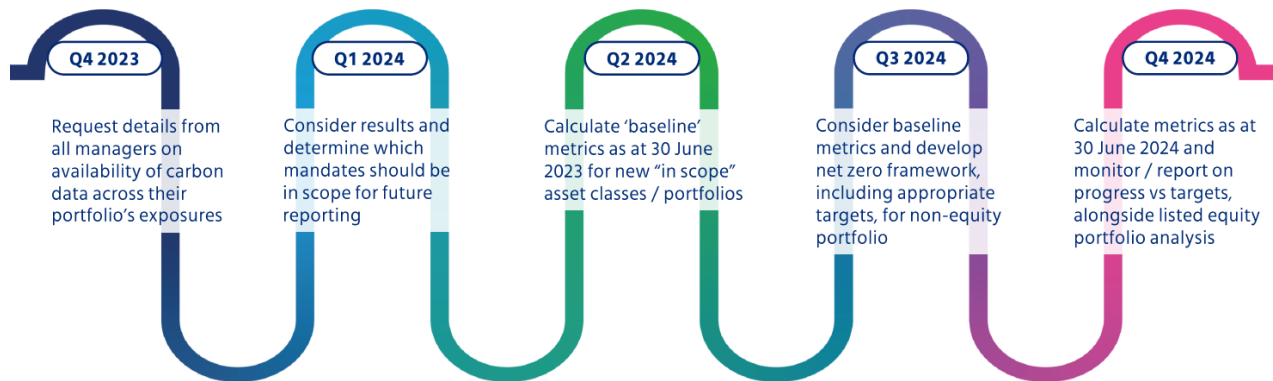 Q4 2023
Request details from
all managers on
availability of carbon
data across their
portfolio's exposures
Q1 2024
Consider results and
determine which
mandates should be
in scope for future
reporting
Q2 2024
Calculate ‘baseline’
metrics as at 30 June
2023 for new “in scope”
asset classes / portfolios
Q3 2024
Consider baseline
metrics and develop
net zero framework,
including appropriate
targets, for non-equity
portfolio
Q4 2024
Calculate metrics as at
30 June 2024 and
monitor / report on
progress vs targets,
alongside listed equity
portfolio analysis